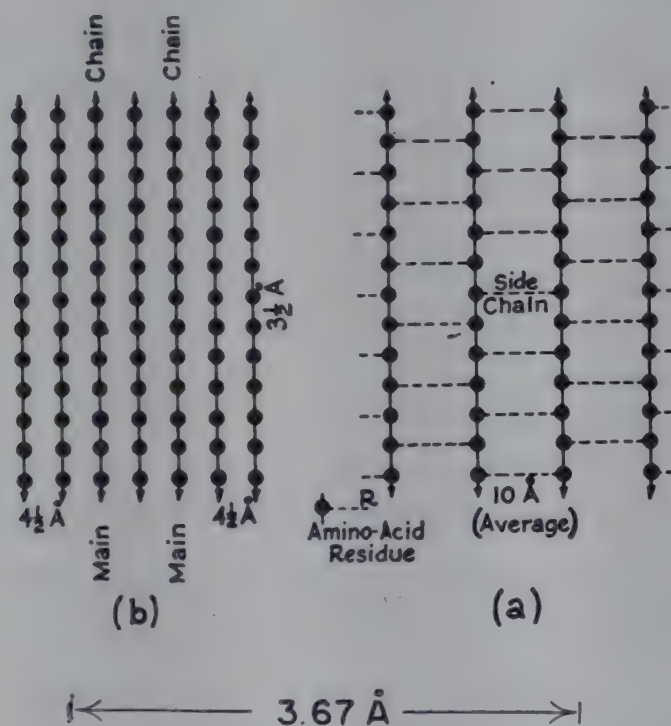 Chain
Chain
3½ Å
4½ Å
4½ Å
Main
Main
(b)
Side
Chain
R
Amino-Acid
Residue
10 Å
(Average)
(a)
3.67 Å